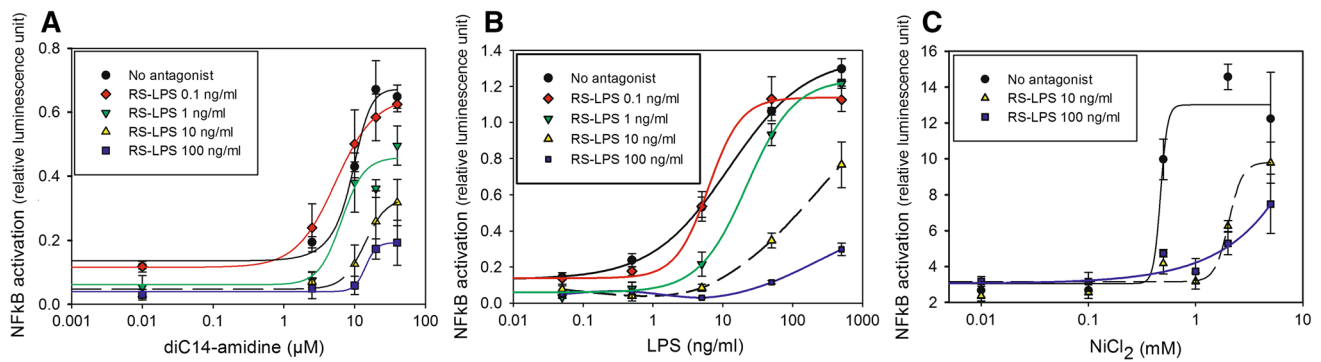 A
NFkB activation (relative luminescence unit)
0.8
0.6
0.4
0.2
0.0
No antagonist
RS-LPS 0.1 ng/ml
RS-LPS 1 ng/ml
RS-LPS 10 ng/ml
RS-LPS 100 ng/ml
0.001 0.01 0.1 1 10 100
diC14-amidine (µM)
B
NFkB activation (relative luminescence unit)
1.4
1.2
1.0
0.8
0.6
0.4
0.2
0.0
No antagonist
RS-LPS 0.1 ng/ml
RS-LPS 1 ng/ml
RS-LPS 10 ng/ml
RS-LPS 100 ng/ml
0.01 0.1 1 10 100 1000
LPS (ng/ml)
C
NFkB activation (relative luminescence unit)
16
14
12
10
8
6
4
2
No antagonist
RS-LPS 10 ng/ml
RS-LPS 100 ng/ml
0.01 0.1 1 10
NiCl2 (mM)